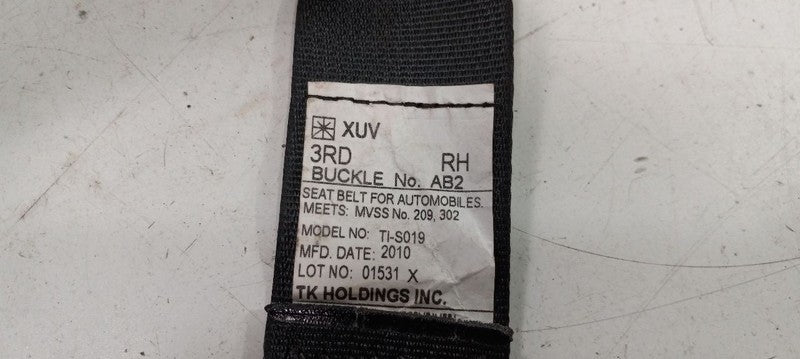 XUV
3RD RH
BUCKLE No. AB2
SEAT BELT FOR AUTOMOBILES.
MEETS: MVSS No. 209, 302
MODEL NO: TI-S019
MFD. DATE: 2010
LOT NO: 01531 X
TK HOLDINGS INC.